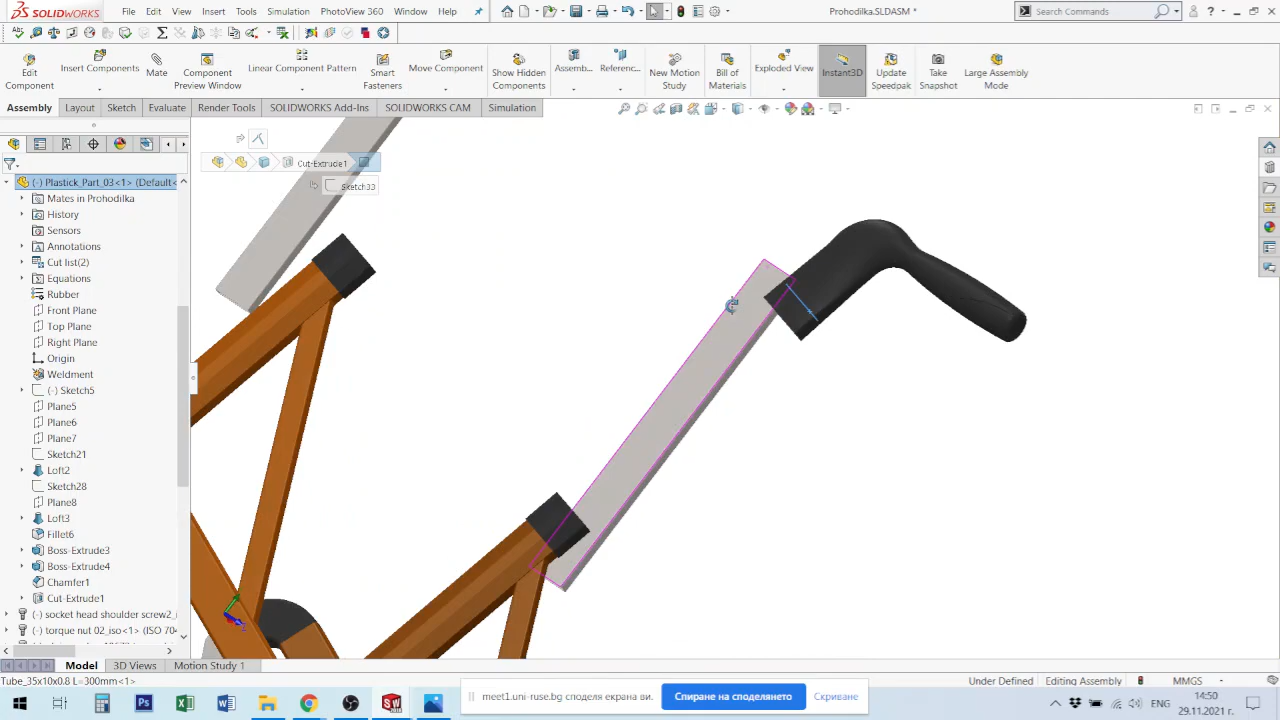 SOLIDWORKS
File
Edit
View
Insert
Tools
Simulation
PhotoView 360
Window
Help
Prohodilka.SLDASM *
Search Commands
Edit Component
Insert Components
Mate
Component Preview Window
Linear Component Pattern
Smart Fasteners
Move Component
Show Hidden Components
Assemb...
Referenc...
New Motion Study
Bill of Materials
Exploded View
Instant3D
Update Speedpak
Take Snapshot
Large Assembly Mode
Assembly
Layout
Sketch
Evaluate
Render Tools
SOLIDWORKS Add-Ins
SOLIDWORKS CAM
Simulation
Cut-Extrude1
Sketch33
(-) Plastick_Part_03<1> (Default<
Mates in Prohodilka
History
Sensors
Annotations
Cut list(2)
Equations
Rubber
Front Plane
Top Plane
Right Plane
Origin
Weldment
(-) Sketch5
Plane5
Plane6
Plane7
Sketch21
Loft2
Sketch28
Plane8
Loft3
Fillet6
Boss-Extrude3
Boss-Extrude4
Chamfer1
Cut-Extrude1
(-) socket head shoulder screw2_
(-) torque nut 02_iso<1> (ISO 704
Model
3D Views
Motion Study 1
Tube_35x10x0.8 L=300mm<1>
Under Defined
Editing Assembly
MMGS
meet1.uni-ruse.bg споделя екрана ви.
Спиране на споделянето
Скриване
14:50
29.11.2021 г.